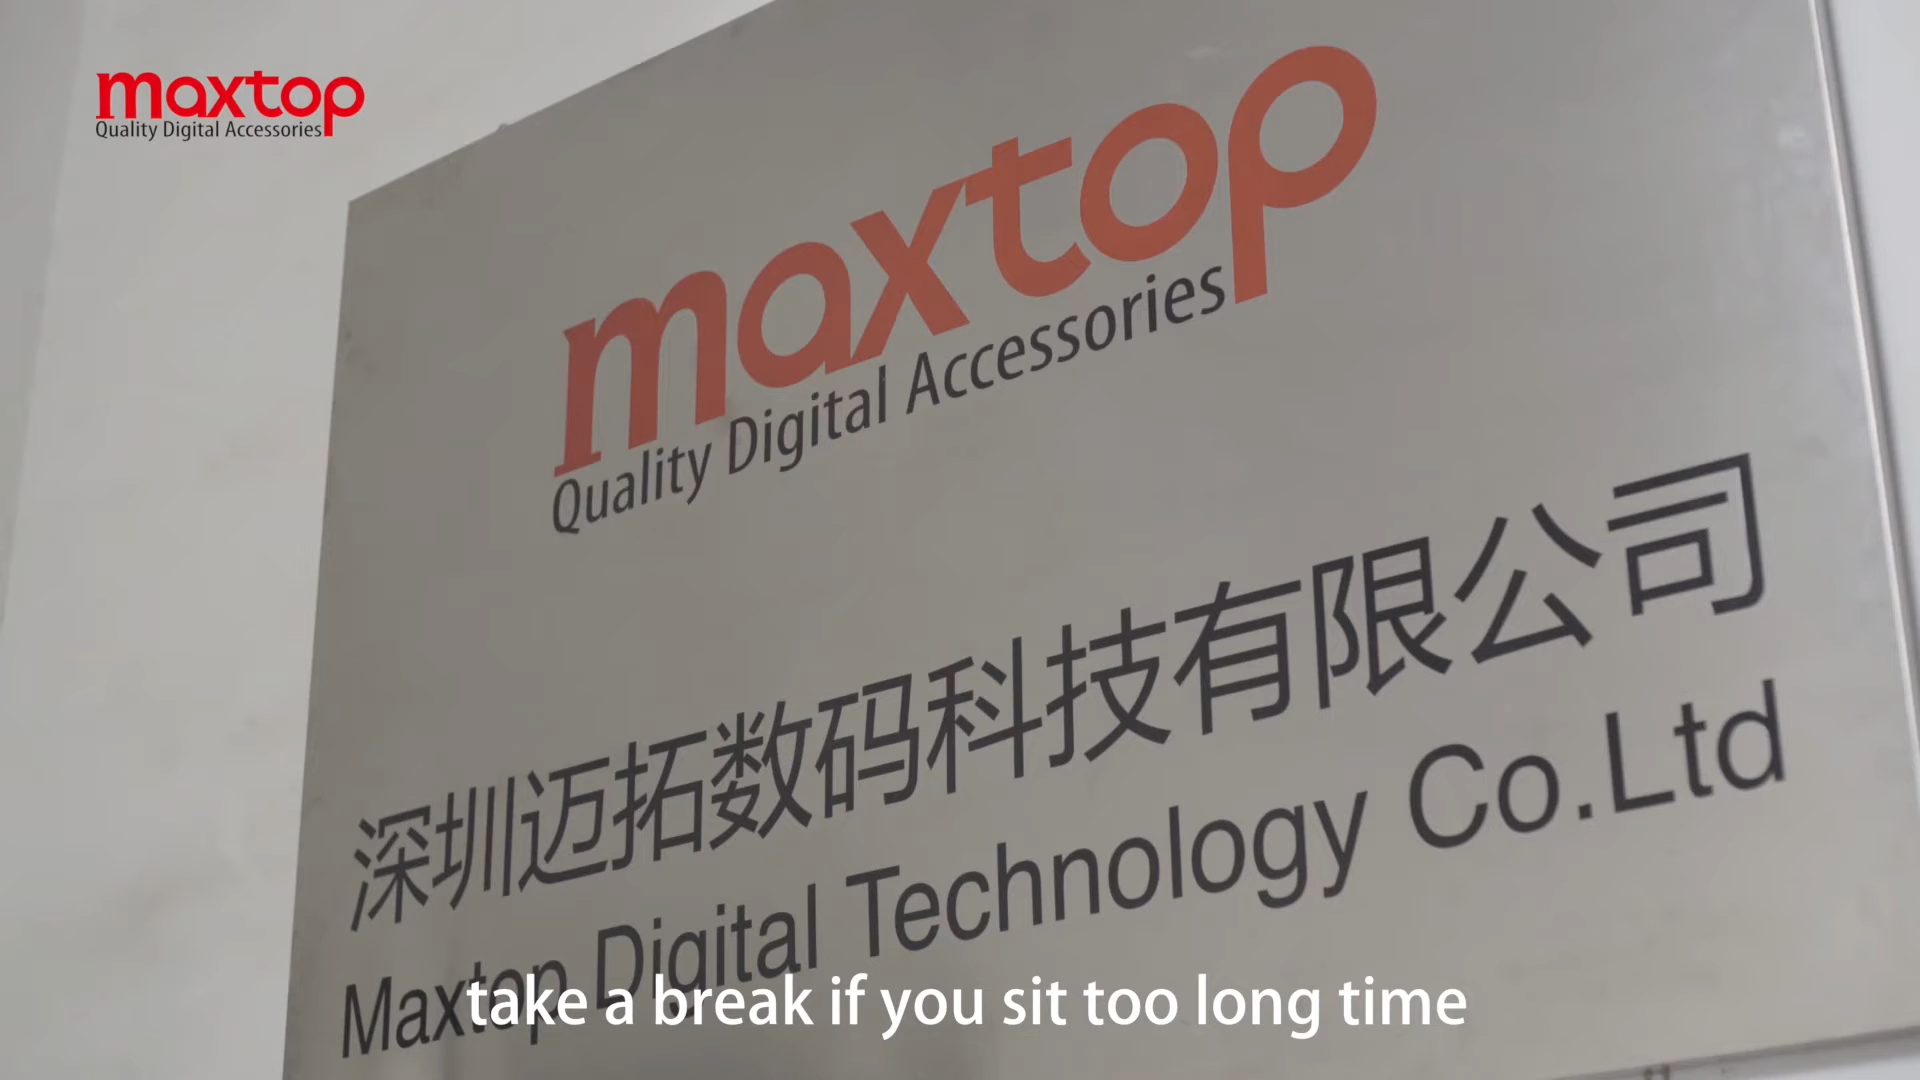 maxtop
Quality Digital Accessories
maxtop
Quality Digital Accessories
深圳迈拓数码科技有限公司
Maxtop Digital Technology Co.Ltd
take a break if you sit too long time